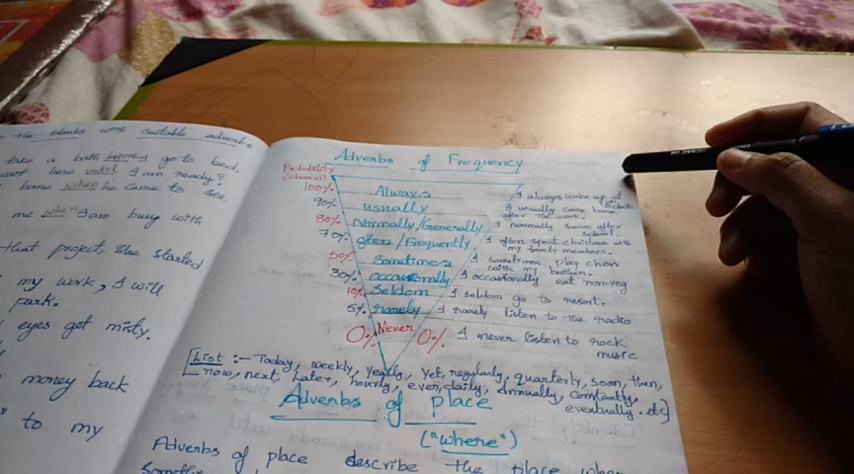 the blanks with suitable adverbs
take a bath before I go to bed.
here until I am ready?
home when he came to see
me when I am busy with
that project, she started
my work, I will
park.
eyes got misty.
money back
to my
Adverbs of Frequency
Probability
(chance)
100% Always I always wake up at
90% usually I usually come home
after the work.
80% Normally/Generally I normally swim after
school.
70% often/Frequently I often spent christmas with
my family members.
50% Sometimes I sometimes play chess
with my brother.
30% occasionally I occasionally eat non-veg
10% Seldom I seldom go to resort.
5% rarely I rarely listen to the radio
0% Never 0% I never listen to rock
music
[List :- Today, weekly, yearly, yet, regularly, quarterly, soon, then,
now, next, Later, hourly, ever, daily, Annually, constantly,
eventually. etc]
Adverbs of place
("where")
Adverbs of place describe the place